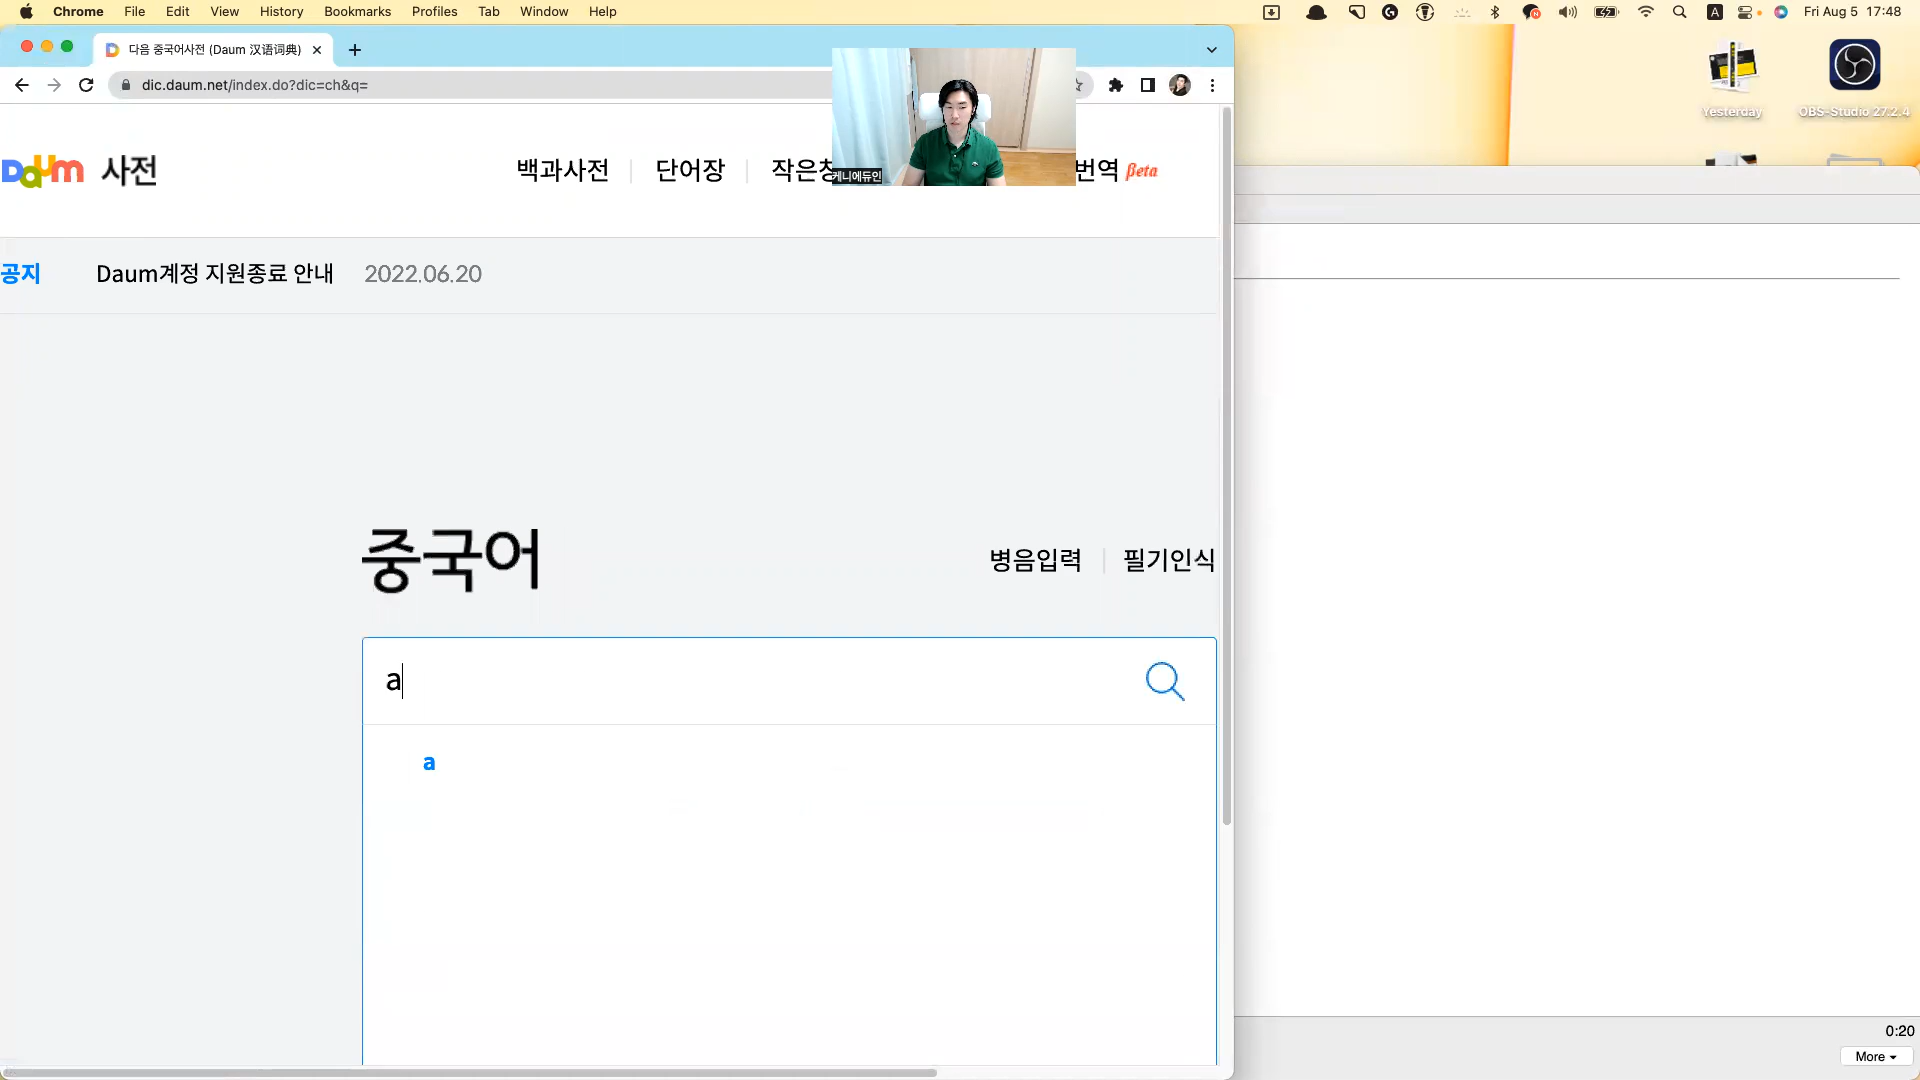 Chrome File Edit View History Bookmarks Profiles Tab Window Help
A
Fri Aug 5 17:48
다음 중국어사전 (Daum 汉语词典)
dic.daum.net/index.do?dic=ch&q=
Yesterday
OBS-Studio 27.2.4
Daum 사전
백과사전
단어장
작은
번역 βeta
케니에듀인
공지
Daum계정 지원종료 안내
2022.06.20
중국어
병음입력
필기인식
a
a
0:20
More